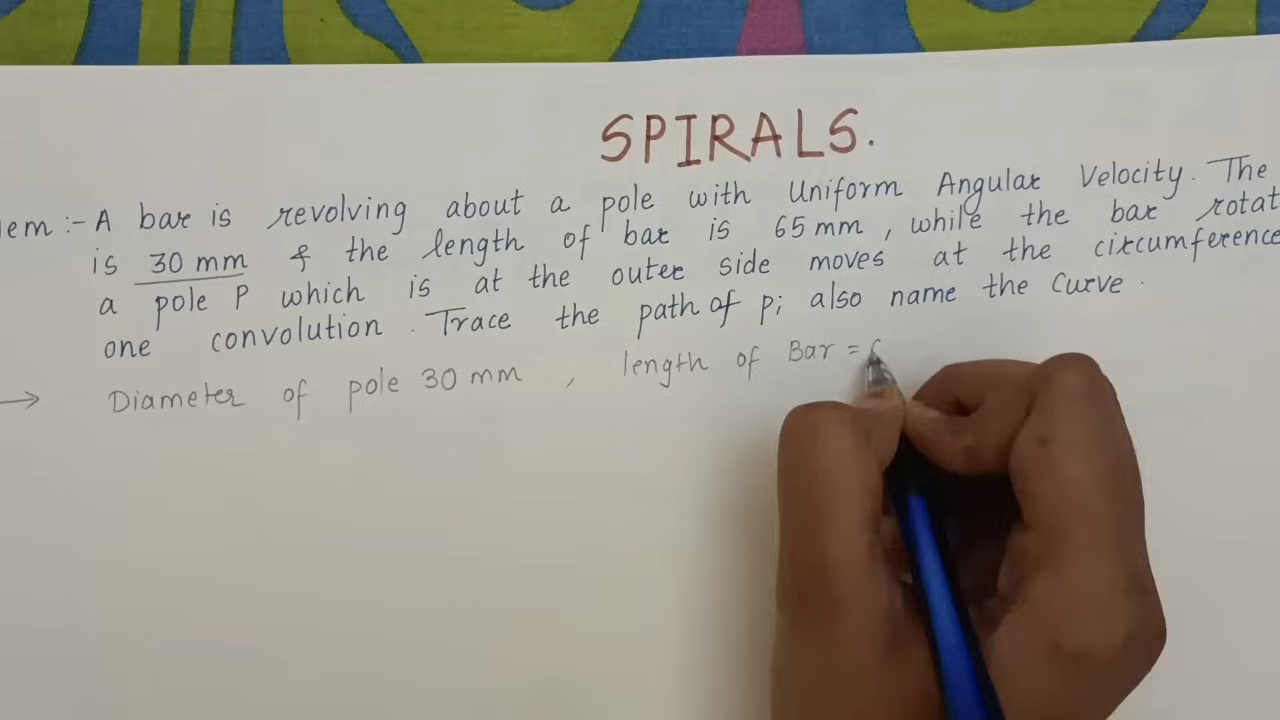 SPIRALS.
lem :- A bar is revolving about a pole with Uniform Angular Velocity. The
is 30 mm & the length of bar is 65 mm, while the bar rotat
a pole P which is at the outer side moves at the circumference
one convolution. Trace the path of P; also name the Curve.
→ Diameter of pole 30 mm, length of Bar =